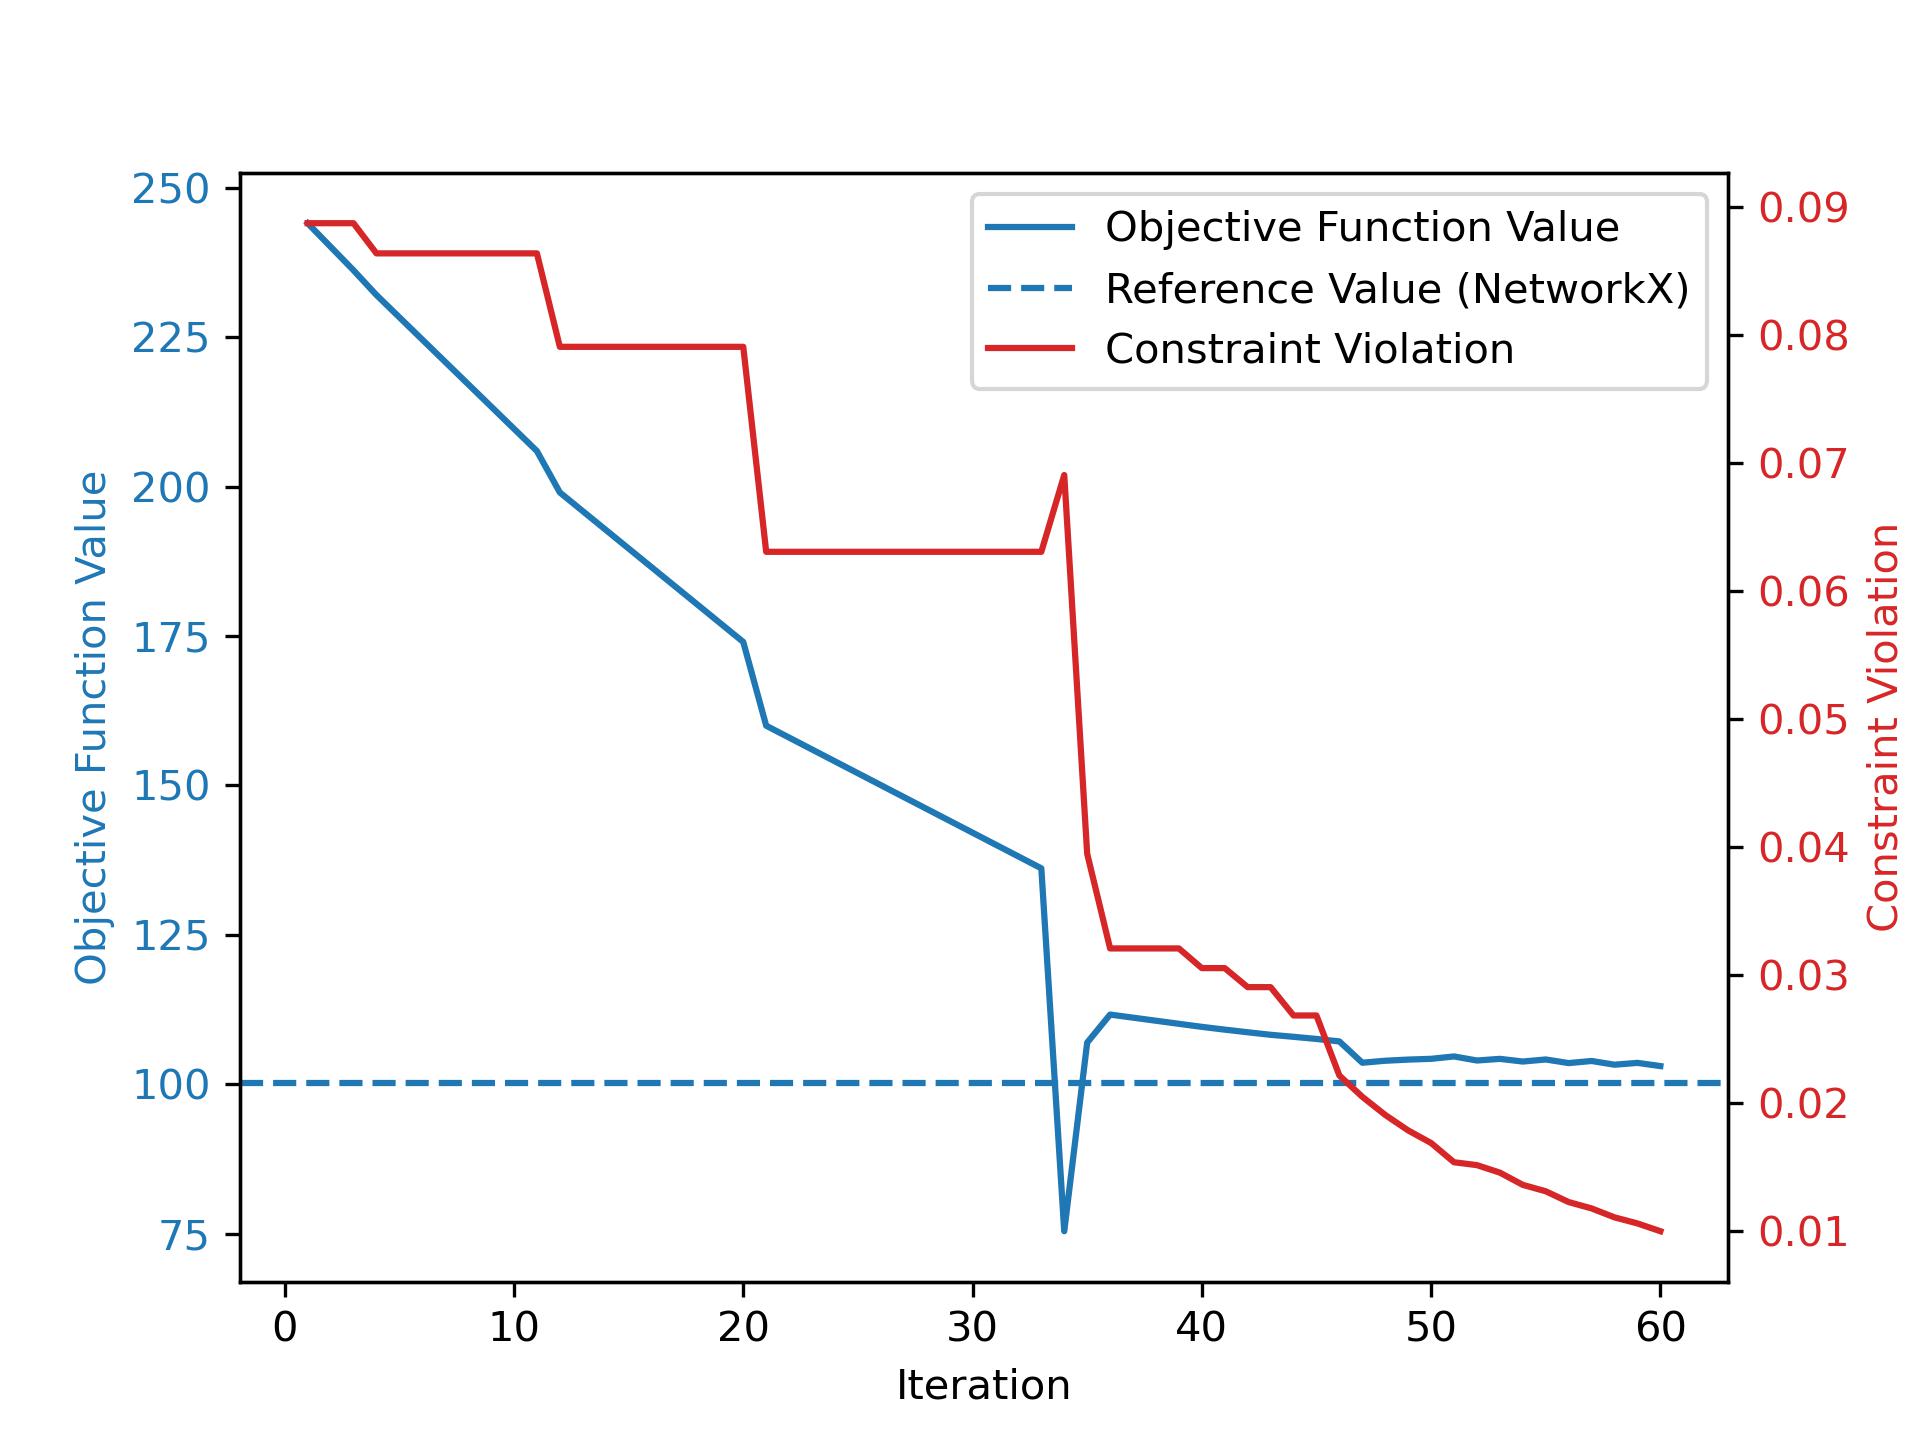 Objective Function Value
Reference Value (NetworkX)
Constraint Violation
250
225
200
175
150
125
100
75
Objective Function Value
0.09
0.08
0.07
0.06
0.05
0.04
0.03
0.02
0.01
Constraint Violation
0 10 20 30 40 50 60
Iteration